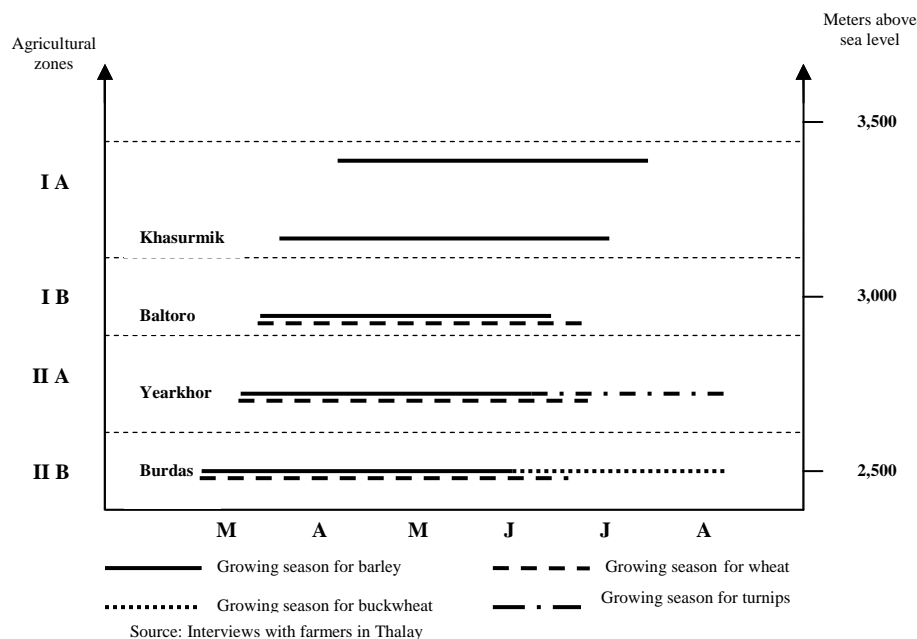 Agricultural
zones
Meters above
sea level
3,500
I A
Khasurmik
I B
3,000
Baltoro
II A
Yearkhor
II B
Burdas
2,500
M A M J J A
Growing season for barley
Growing season for wheat
Growing season for buckwheat
Growing season for turnips
Source: Interviews with farmers in Thalay